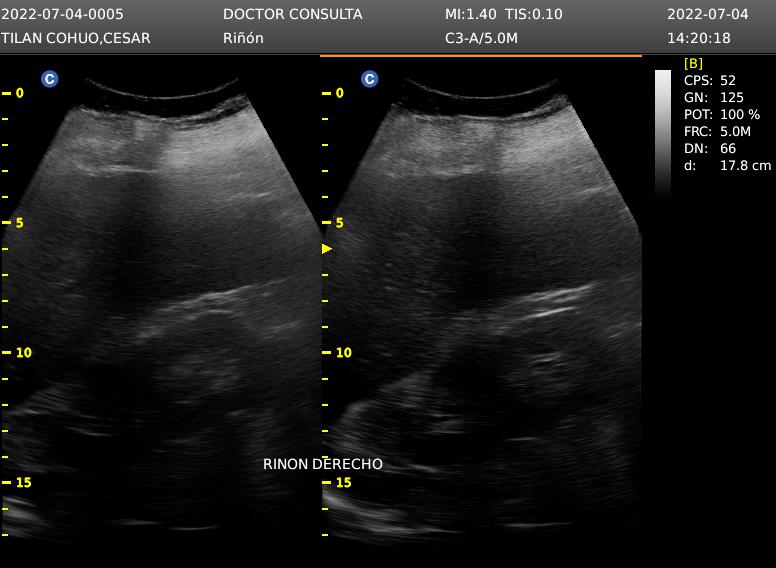 2022-07-04-0005 DOCTOR CONSULTA MI:1.40 TIS:0.10 2022-07-04
TILAN COHUO,CESAR Riñón C3-A/5.0M 14:20:18
[B]
C C
0 0
CPS: 52
GN: 125
POT: 100 %
FRC: 5.0M
DN: 66
d: 17.8 cm
5 5
10 10
RINON DERECHO
15 15